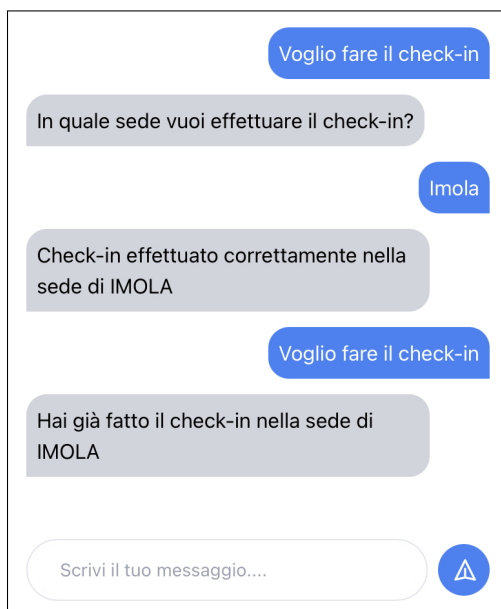 Voglio fare il check-in
In quale sede vuoi effettuare il check-in?
Imola
Check-in effettuato correttamente nella
sede di IMOLA
Voglio fare il check-in
Hai già fatto il check-in nella sede di
IMOLA
Scrivi il tuo messaggio....